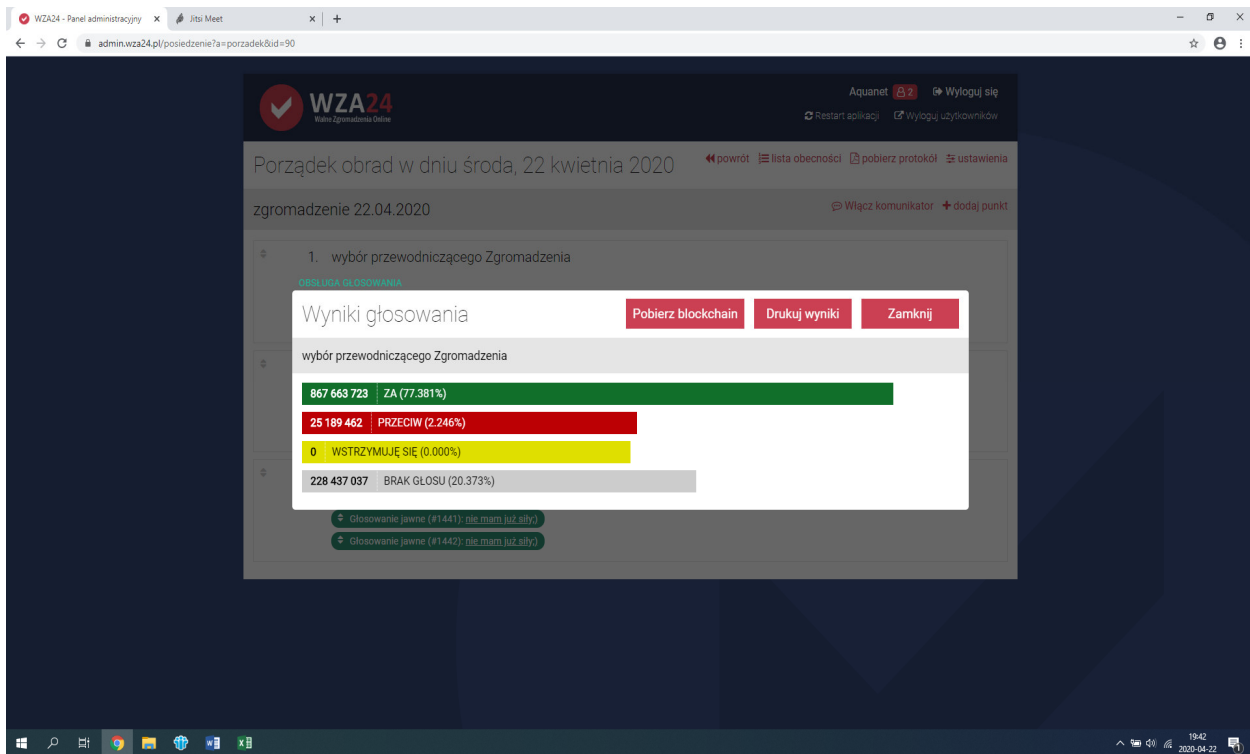 WZA24 - Panel administracyjny
Jitsi Meet
admin.wza24.pl/posiedzenie?a=porzadek&id=90
WZA24
Walne Zgromadzenia Online
Aquanet 2 Wyloguj się
Restart aplikacji Wyloguj użytkowników
Porządek obrad w dniu środa, 22 kwietnia 2020
powrót lista obecności pobierz protokół ustawienia
zgromadzenie 22.04.2020
Włącz komunikator + dodaj punkt
1. wybór przewodniczącego Zgromadzenia
OBSŁUGA GŁOSOWANIA
Wyniki głosowania
Pobierz blockchain
Drukuj wyniki
Zamknij
wybór przewodniczącego Zgromadzenia
867 663 723 ZA (77.381%)
25 189 462 PRZECIW (2.246%)
0 WSTRZYMUJĘ SIĘ (0.000%)
228 437 037 BRAK GŁOSU (20.373%)
Głosowanie jawne (#1441): nie mam już siły;)
Głosowanie jawne (#1442): nie mam już siły;)
19:42
2020-04-22